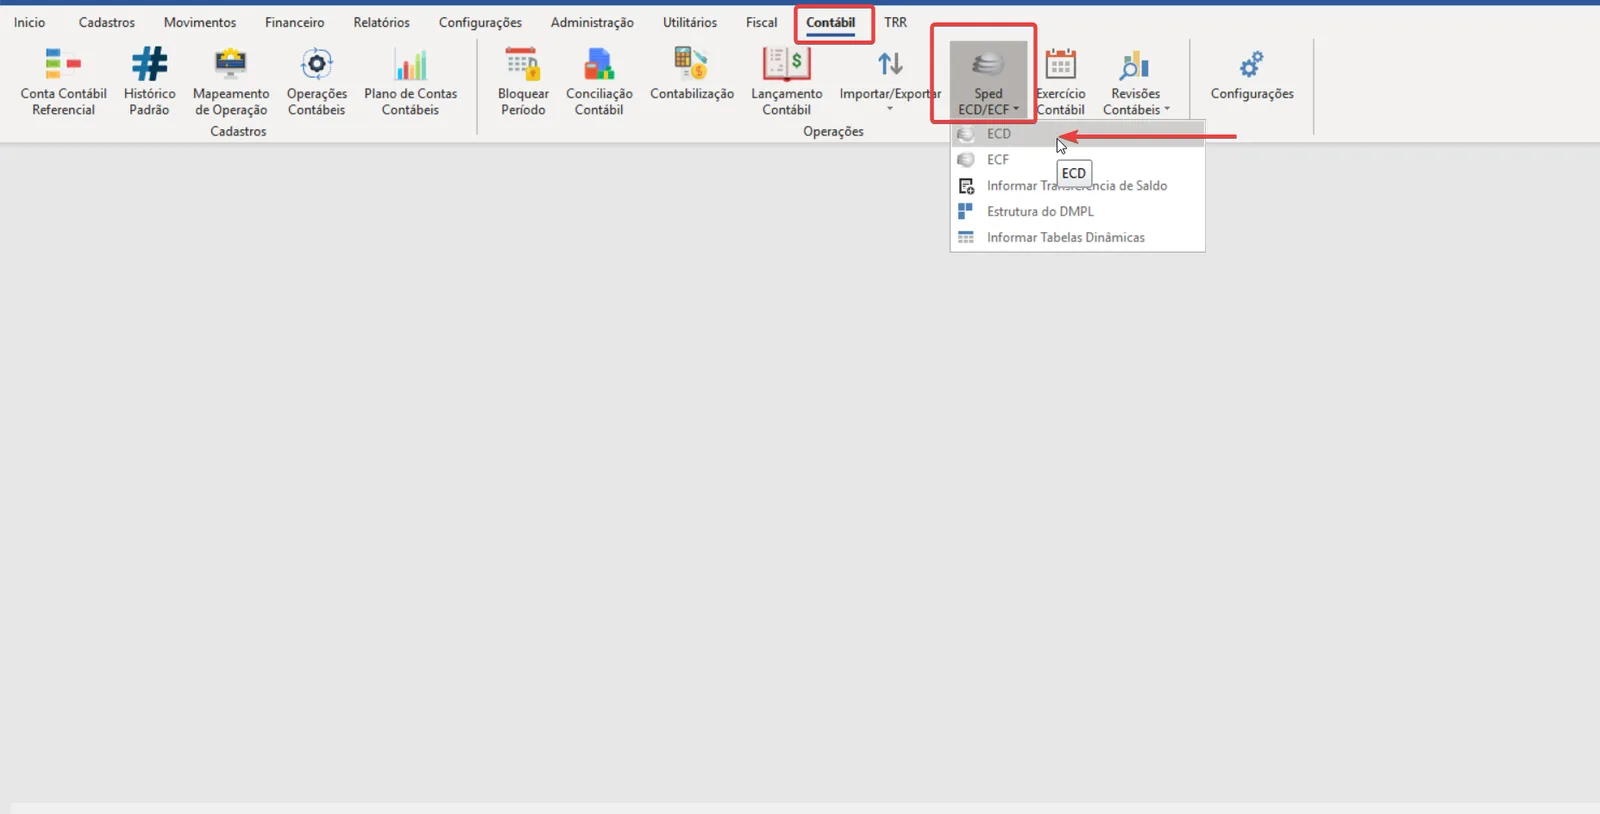 Inicio Cadastros Movimentos Financeiro Relatórios Configurações Administração Utilitários Fiscal Contábil TRR
Conta Contábil
Referencial
Histórico
Padrão
Mapeamento
de Operação
Operações
Contábeis
Plano de Contas
Contábeis
Cadastros
Bloquear
Período
Conciliação
Contábil
Contabilização
Lançamento
Contábil
Importar/Exportar
Operações
Sped
ECD/ECF
Exercício
Contábil
Revisões
Contábeis
Configurações
ECD
ECF
ECD
Informar Transferência de Saldo
Estrutura do DMPL
Informar Tabelas Dinâmicas